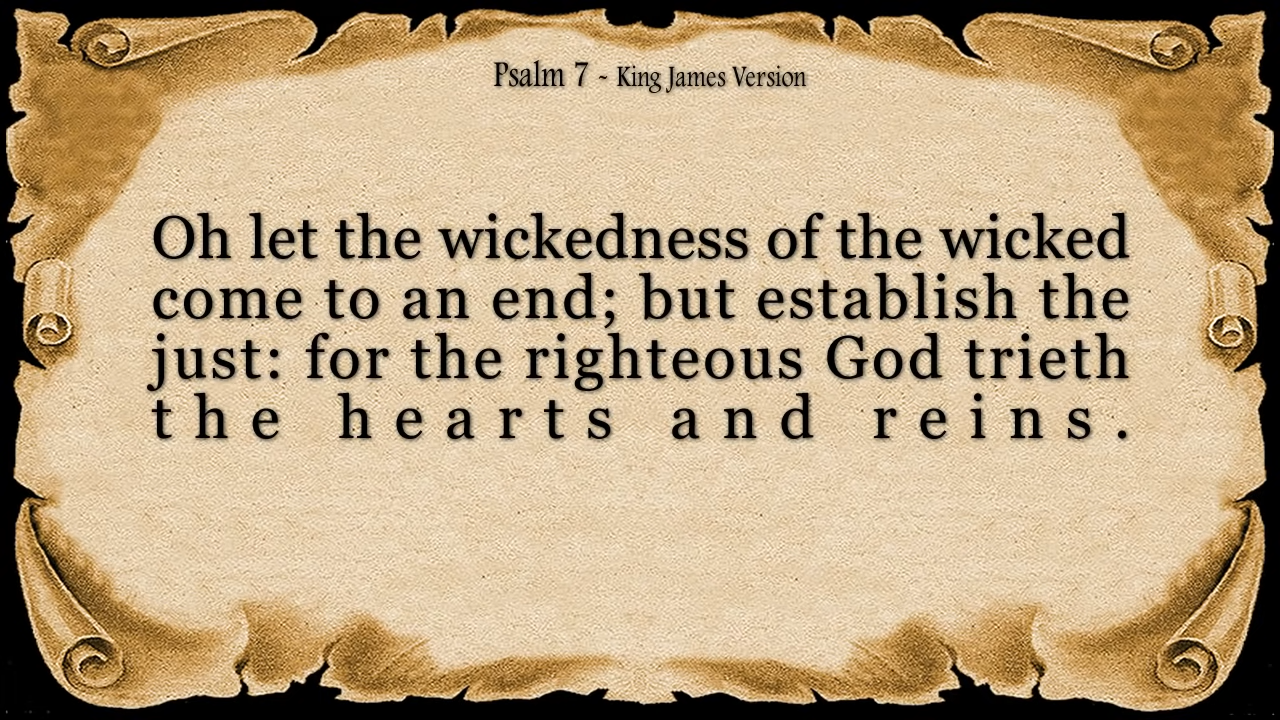 Psalm 7 - King James Version
Oh let the wickedness of the wicked
come to an end; but establish the
just: for the righteous God trieth
the hearts and reins.